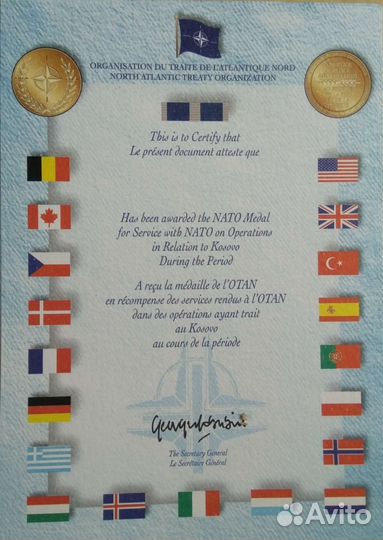 ORGANISATION DU TRAITE DE L'ATLANTIQUE NORD
NORTH ATLANTIC TREATY ORGANIZATION
This is to Certify that
Le présent document atteste que
Has been awarded the NATO Medal
for Service with NATO on Operations
in Relation to Kosovo
During the Period
A reçu la médaille de l'OTAN
en récompense des services rendus à l'OTAN
dans des opérations ayant trait
au Kosovo
au cours de la période
The Secretary General
Le Secrétaire Général
Avito